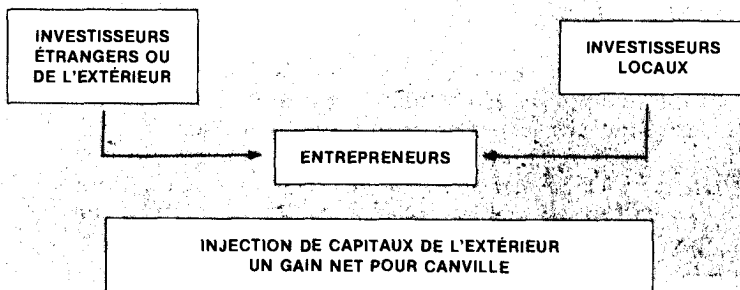 INVESTISSEURS
ÉTRANGERS OU
DE L'EXTÉRIEUR
INVESTISSEURS
LOCAUX
ENTREPRENEURS
INJECTION DE CAPITAUX DE L'EXTÉRIEUR
UN GAIN NET POUR CANVILLE